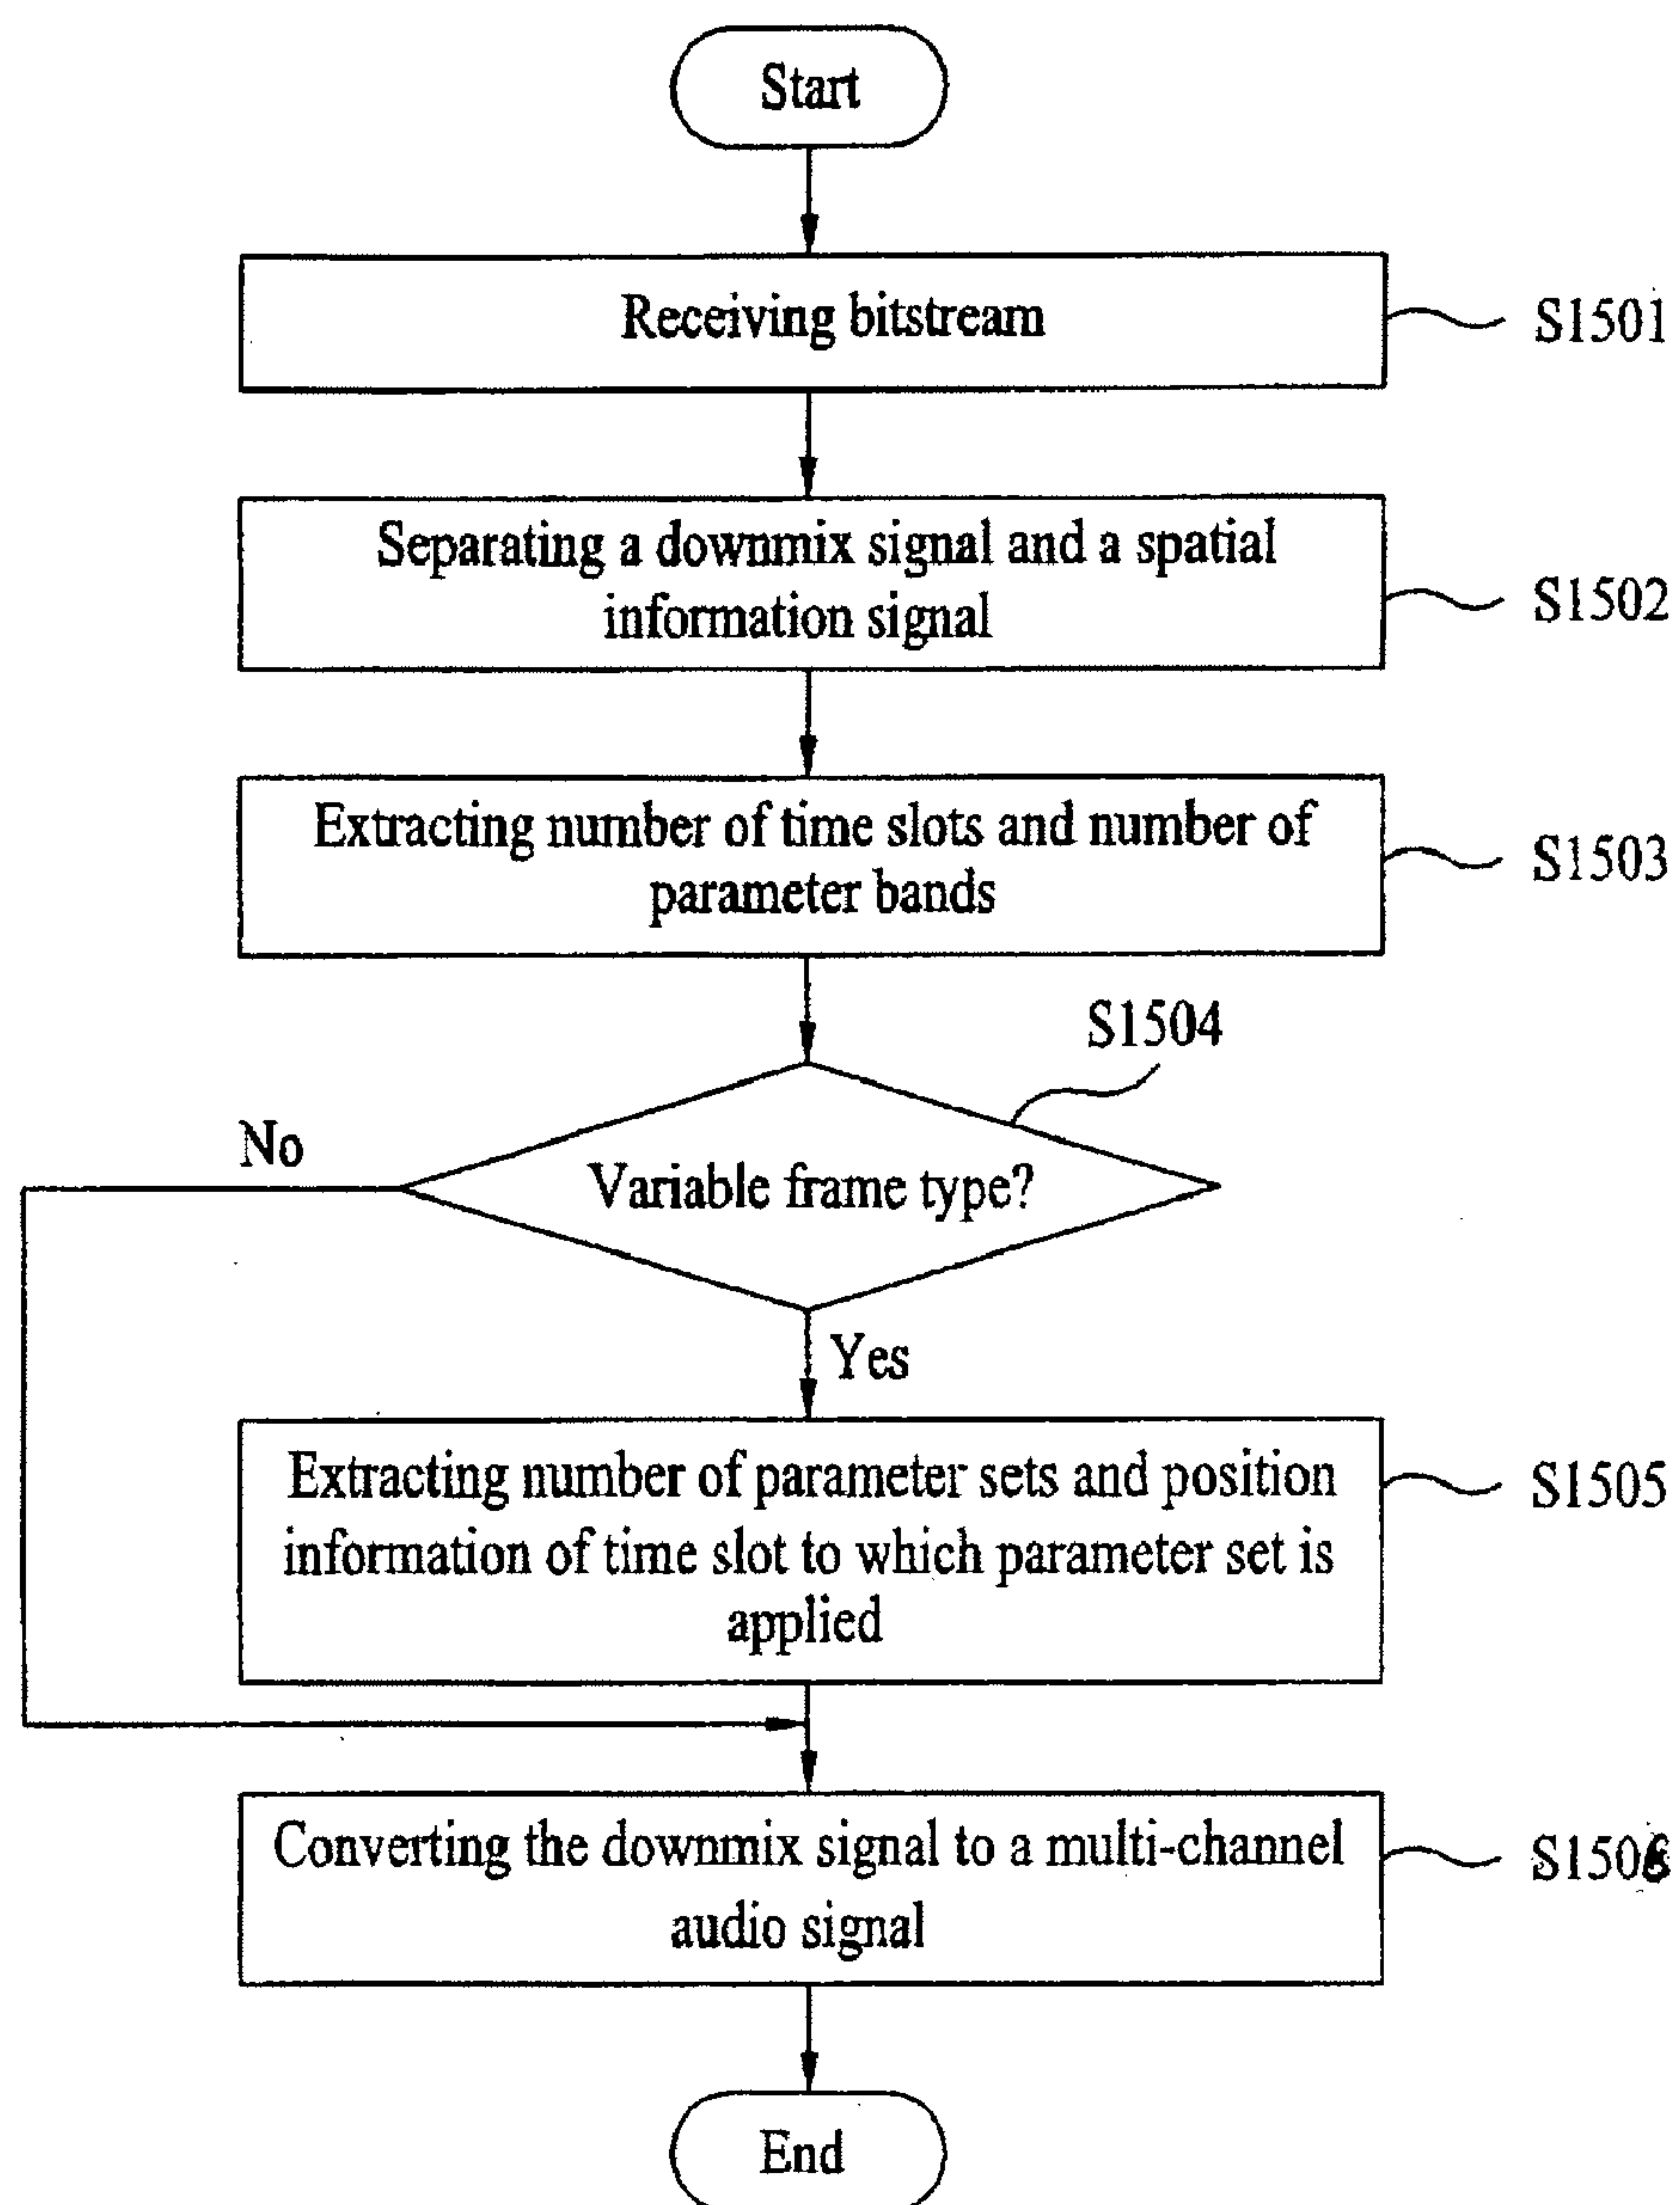 Start
Receiving bitstream
S1501
Separating a downmix signal and a spatial
information signal
S1502
Extracting number of time slots and number of
parameter bands
S1503
S1504
No
Variable frame type?
Yes
Extracting number of parameter sets and position
information of time slot to which parameter set is
applied
S1505
Converting the downmix signal to a multi-channel
audio signal
S1506
End